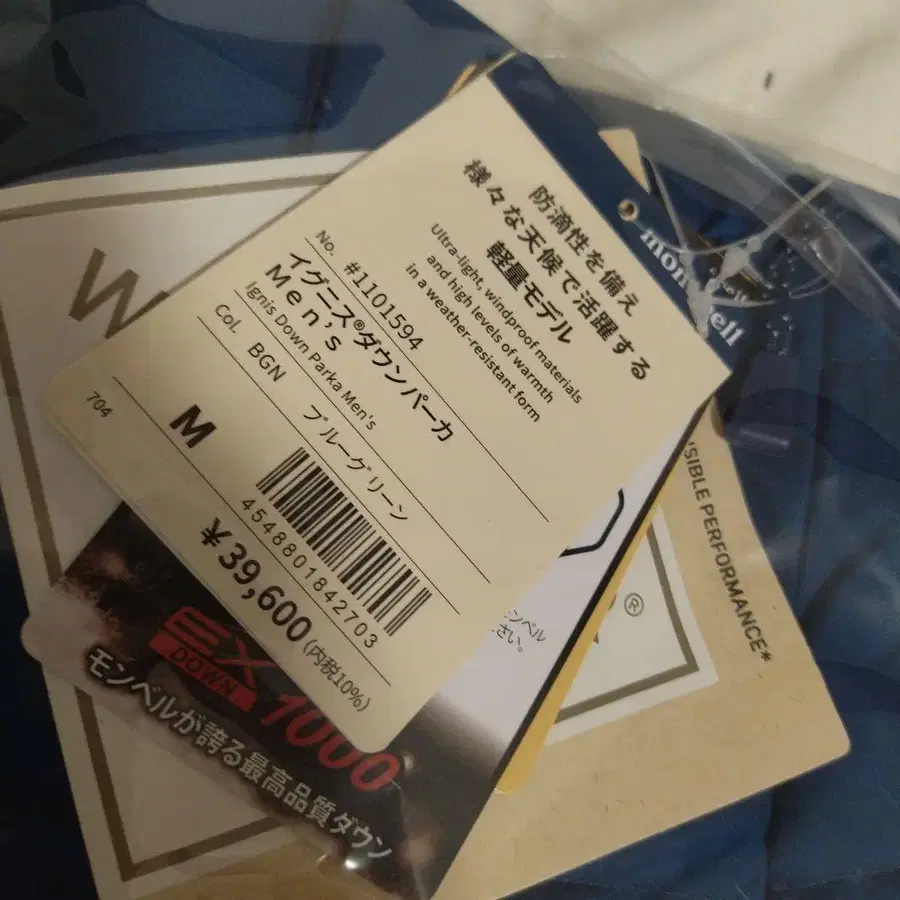 防滴性を備え
様々な天候で活躍する
軽量モデル
Ultra-light, windproof materials
and high levels of warmth
in a weather-resistant form
No. #1101594
イグニス®ダウンパーカ
Men's
Ignis Down Parka Men's
Col. BGN ブルーグリーン
M
704
4548801842703
¥39,600(内税10%)
EX
DOWN
1000
モンベルが誇る最高品質ダウン
PERFORMANCE*
®